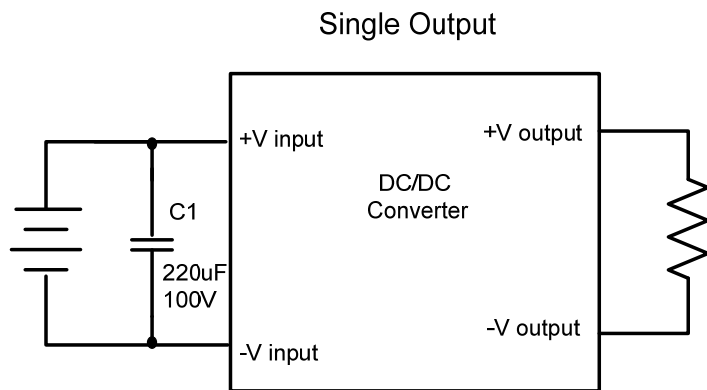 Single Output
+V input
+V output
DC/DC
Converter
C1
220uF
100V
-V input
-V output